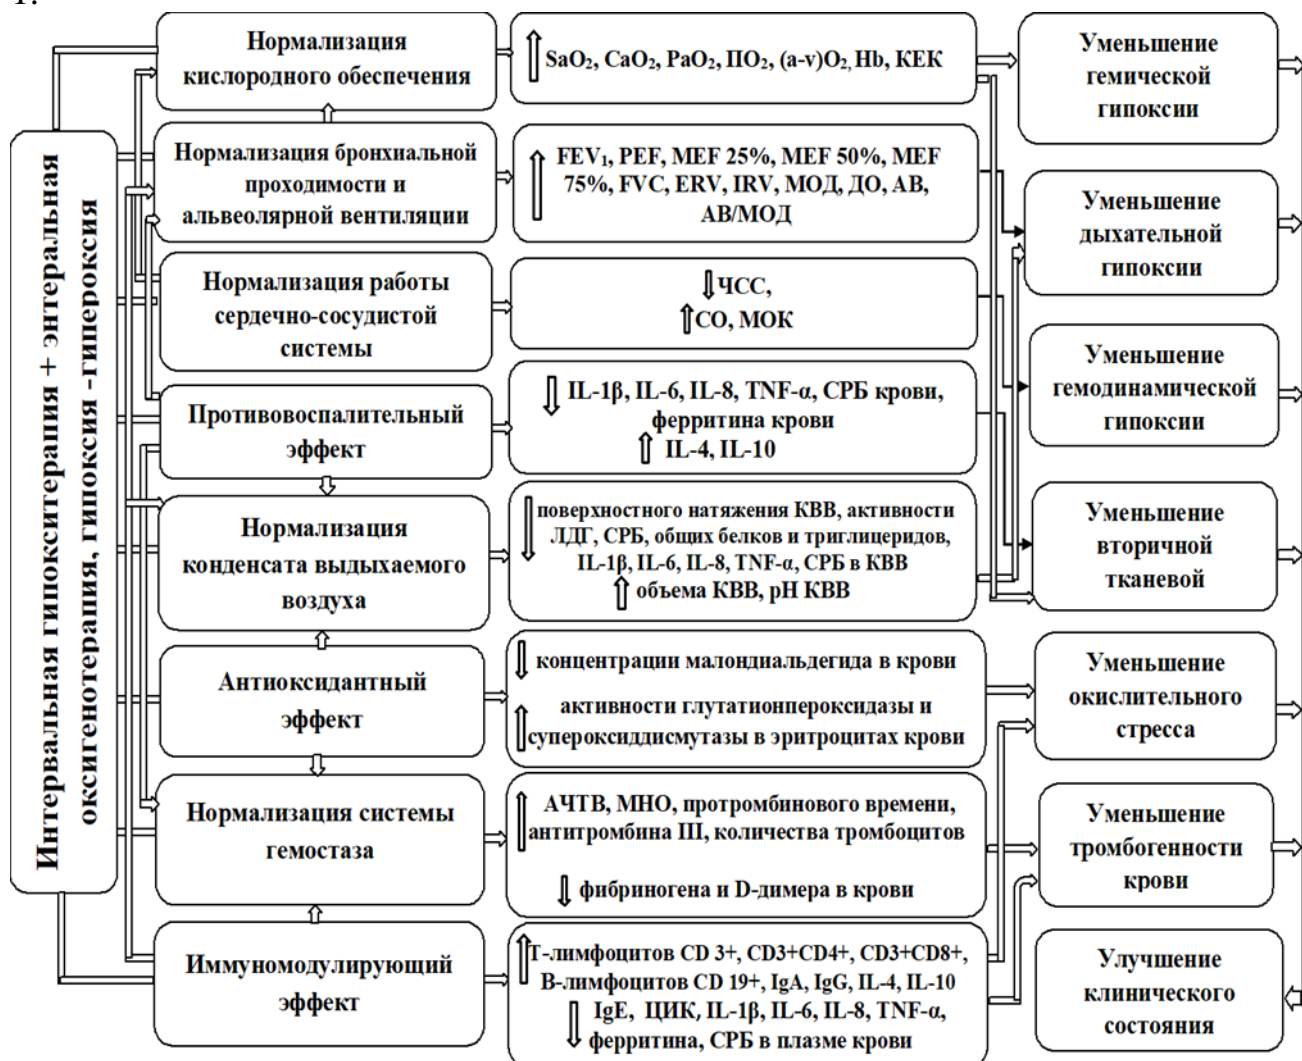 1.
Интервальная гипокситерапия + энтеральная
оксигенотерапия, гипоксия -гипероксия
Нормализация
кислородного обеспечения
SaO₂, CaO₂, PaO₂, ПO₂, (a-v)O₂, Hb, КЕК
Уменьшение
гемической
гипоксии
Нормализация бронхиальной
проходимости и
альвеолярной вентиляции
FEV₁, PEF, MEF 25%, MEF 50%, MEF
75%, FVC, ERV, IRV, МОД, ДО, АВ,
АВ/МОД
Уменьшение
дыхательной
гипоксии
Нормализация работы
сердечно-сосудистой
системы
ЧСС,
СО, МОК
Уменьшение
гемодинамической
гипоксии
Противовоспалительный
эффект
IL-1β, IL-6, IL-8, TNF-α, СРБ крови,
ферритина крови
IL-4, IL-10
Нормализация
конденсата выдыхаемого
воздуха
поверхностного натяжения КВВ, активности
ЛДГ, СРБ, общих белков и триглицеридов,
IL-1β, IL-6, IL-8, TNF-α, СРБ в КВВ
объема КВВ, pH КВВ
Уменьшение
вторичной
тканевой
Антиоксидантный
эффект
концентрации малондиальдегида в крови
активности глутатионпероксидазы и
супероксиддисмутазы в эритроцитах крови
Уменьшение
окислительного
стресса
Нормализация системы
гемостаза
АЧТВ, МНО, протромбинового времени,
антитромбина III, количества тромбоцитов
фибриногена и D-димера в крови
Уменьшение
тромбогенности
крови
Иммуномодулирующий
эффект
Т-лимфоцитов CD 3+, CD3+CD4+, CD3+CD8+,
В-лимфоцитов CD 19+, IgA, IgG, IL-4, IL-10
IgE, ЦИК, IL-1β, IL-6, IL-8, TNF-α,
ферритина, СРБ в плазме крови
Улучшение
клинического
состояния